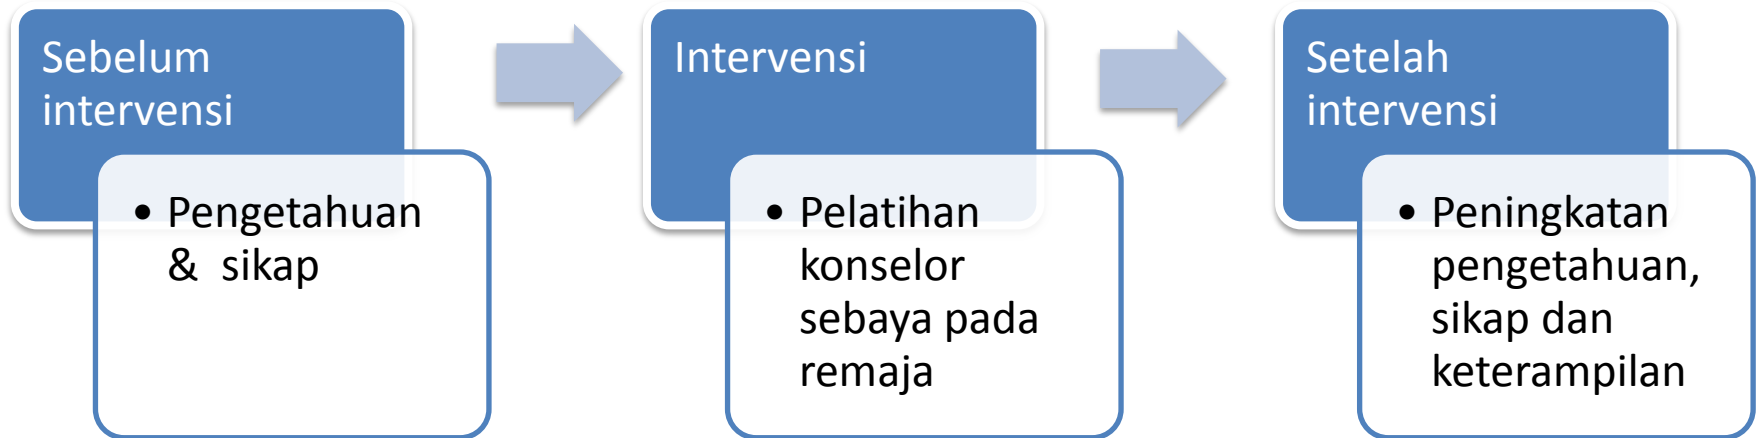 Sebelum
intervensi
• Pengetahuan
& sikap
Intervensi
• Pelatihan
konselor
sebaya pada
remaja
Setelah
intervensi
• Peningkatan
pengetahuan,
sikap dan
keterampilan